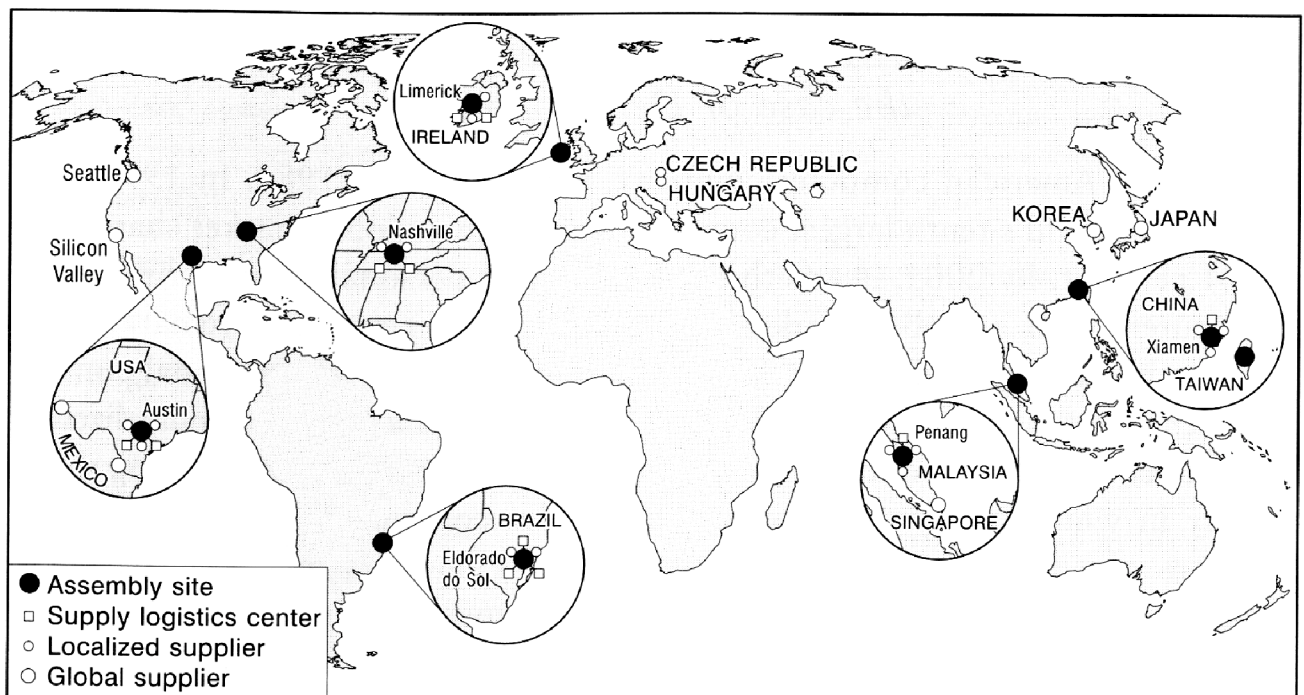 Limerick
IRELAND
Seattle
CZECH REPUBLIC
HUNGARY
KOREA
JAPAN
Silicon
Valley
Nashville
CHINA
Xiamen
TAIWAN
USA
Austin
MEXICO
Penang
MALAYSIA
SINGAPORE
BRAZIL
Eldorado
do Sol
Assembly site
Supply logistics center
Localized supplier
Global supplier